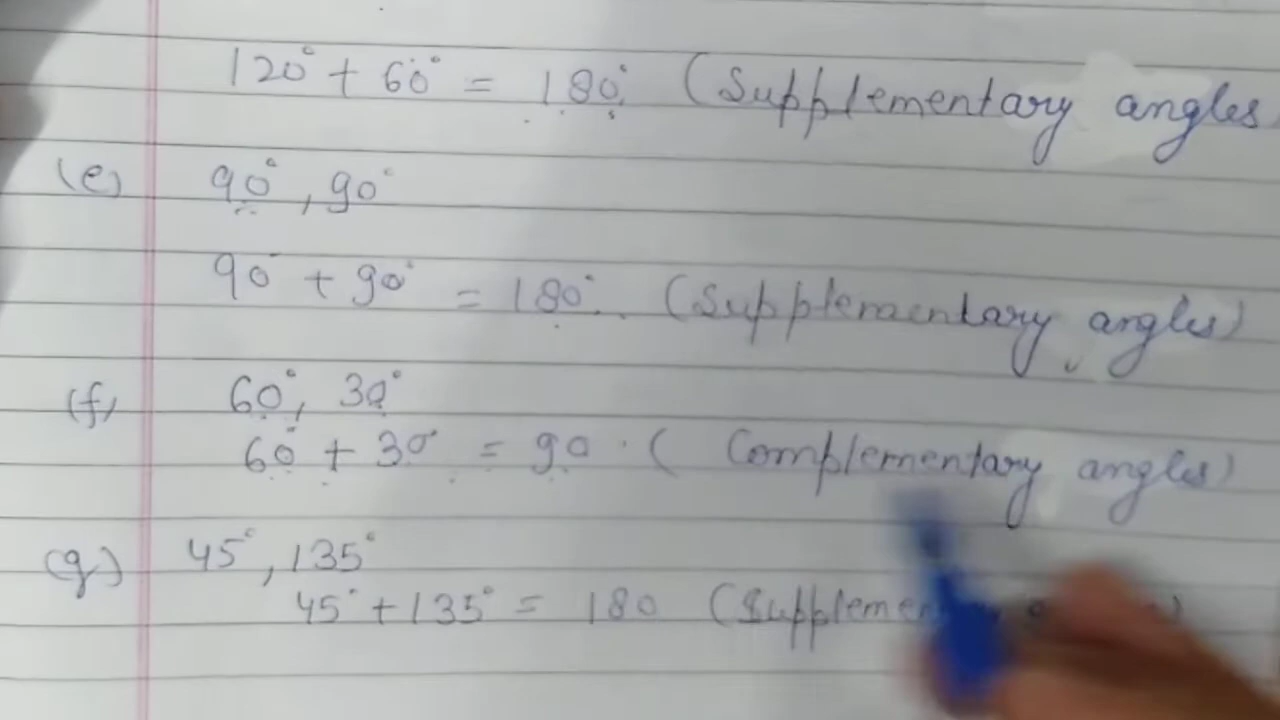 120° + 60° = 180° (Supplementary angles
(e) 90°, 90°
90° + 90° = 180° (Supplementary angles)
(f) 60°, 30°
60° + 30° = 90° (Complementary angles)
(g) 45°, 135°
45° + 135° = 180 (Supplemen